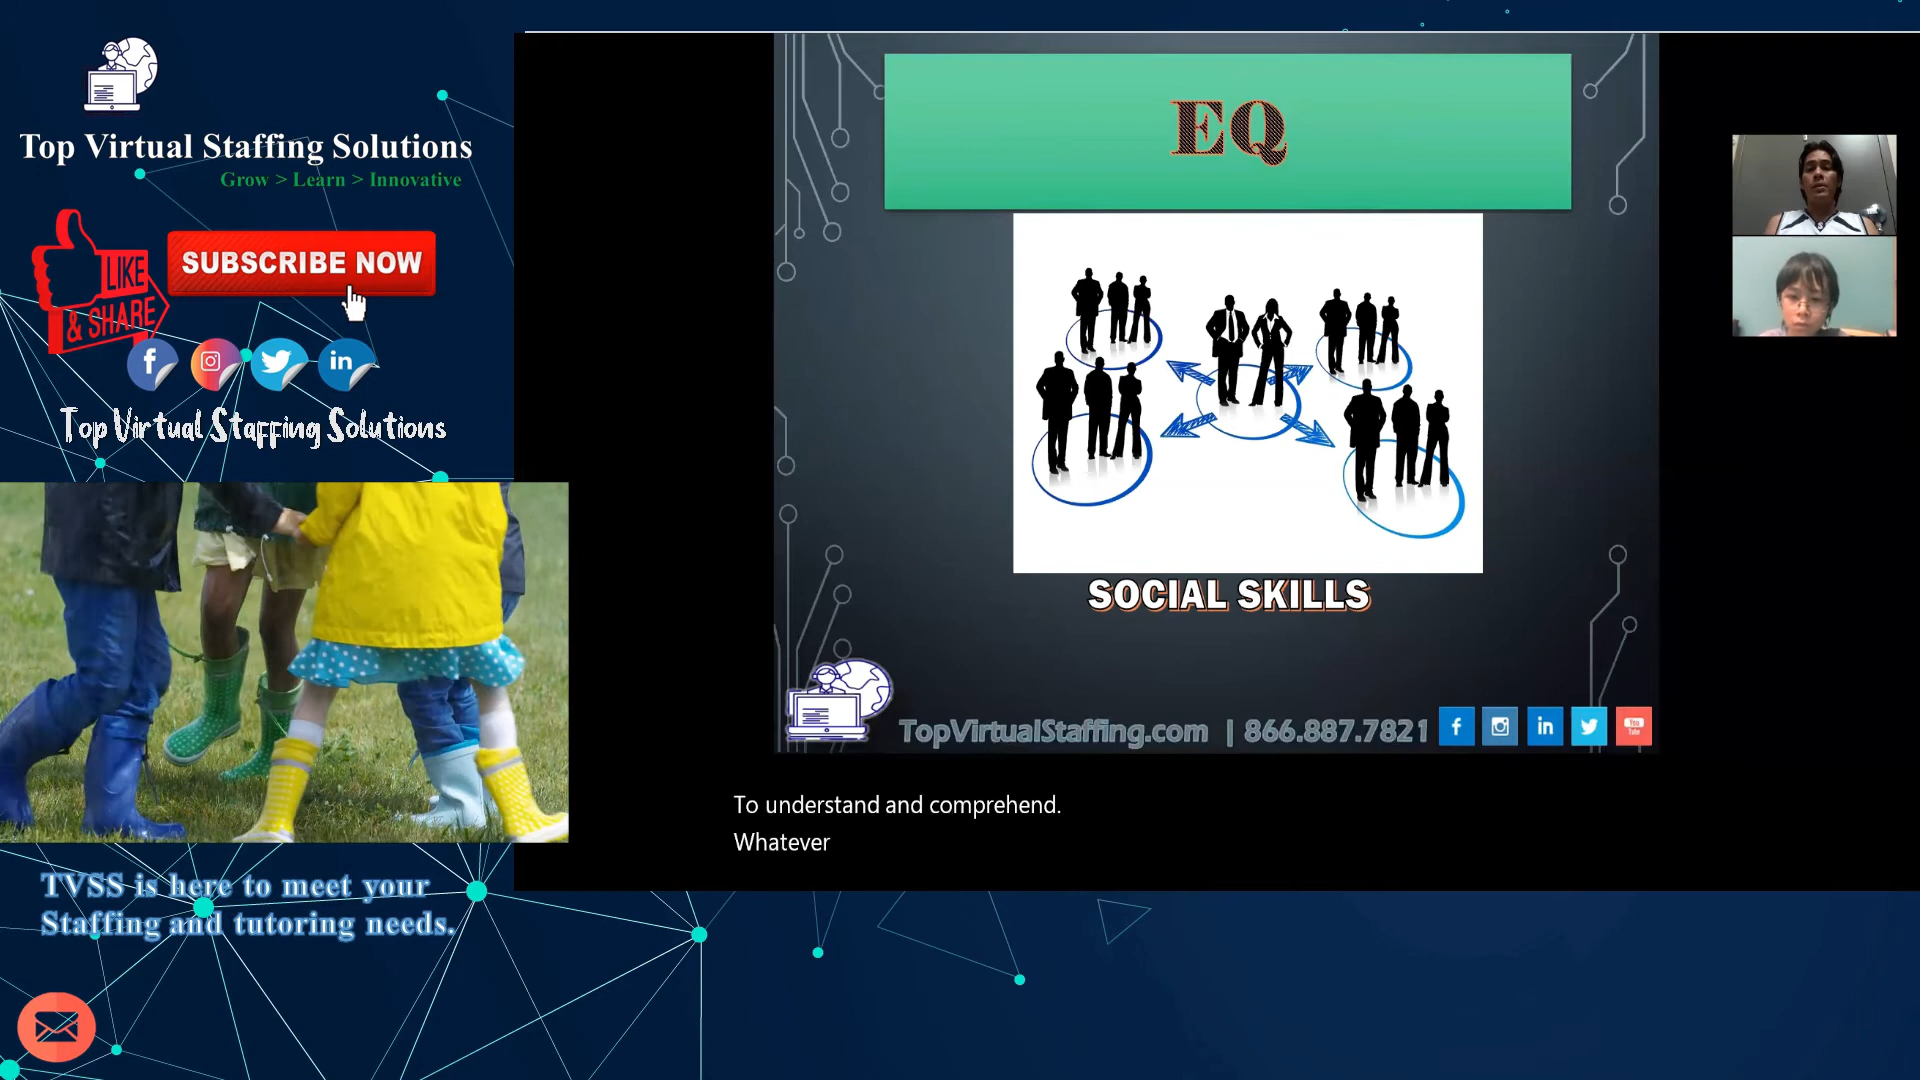 Top Virtual Staffing Solutions
Grow > Learn > Innovative
LIKE
& SHARE
SUBSCRIBE NOW
Top Virtual Staffing Solutions
TVSS is here to meet your
Staffing and tutoring needs.
EQ
SOCIAL SKILLS
TopVirtualStaffing.com | 866.887.7821
You
Tube
To understand and comprehend.
Whatever